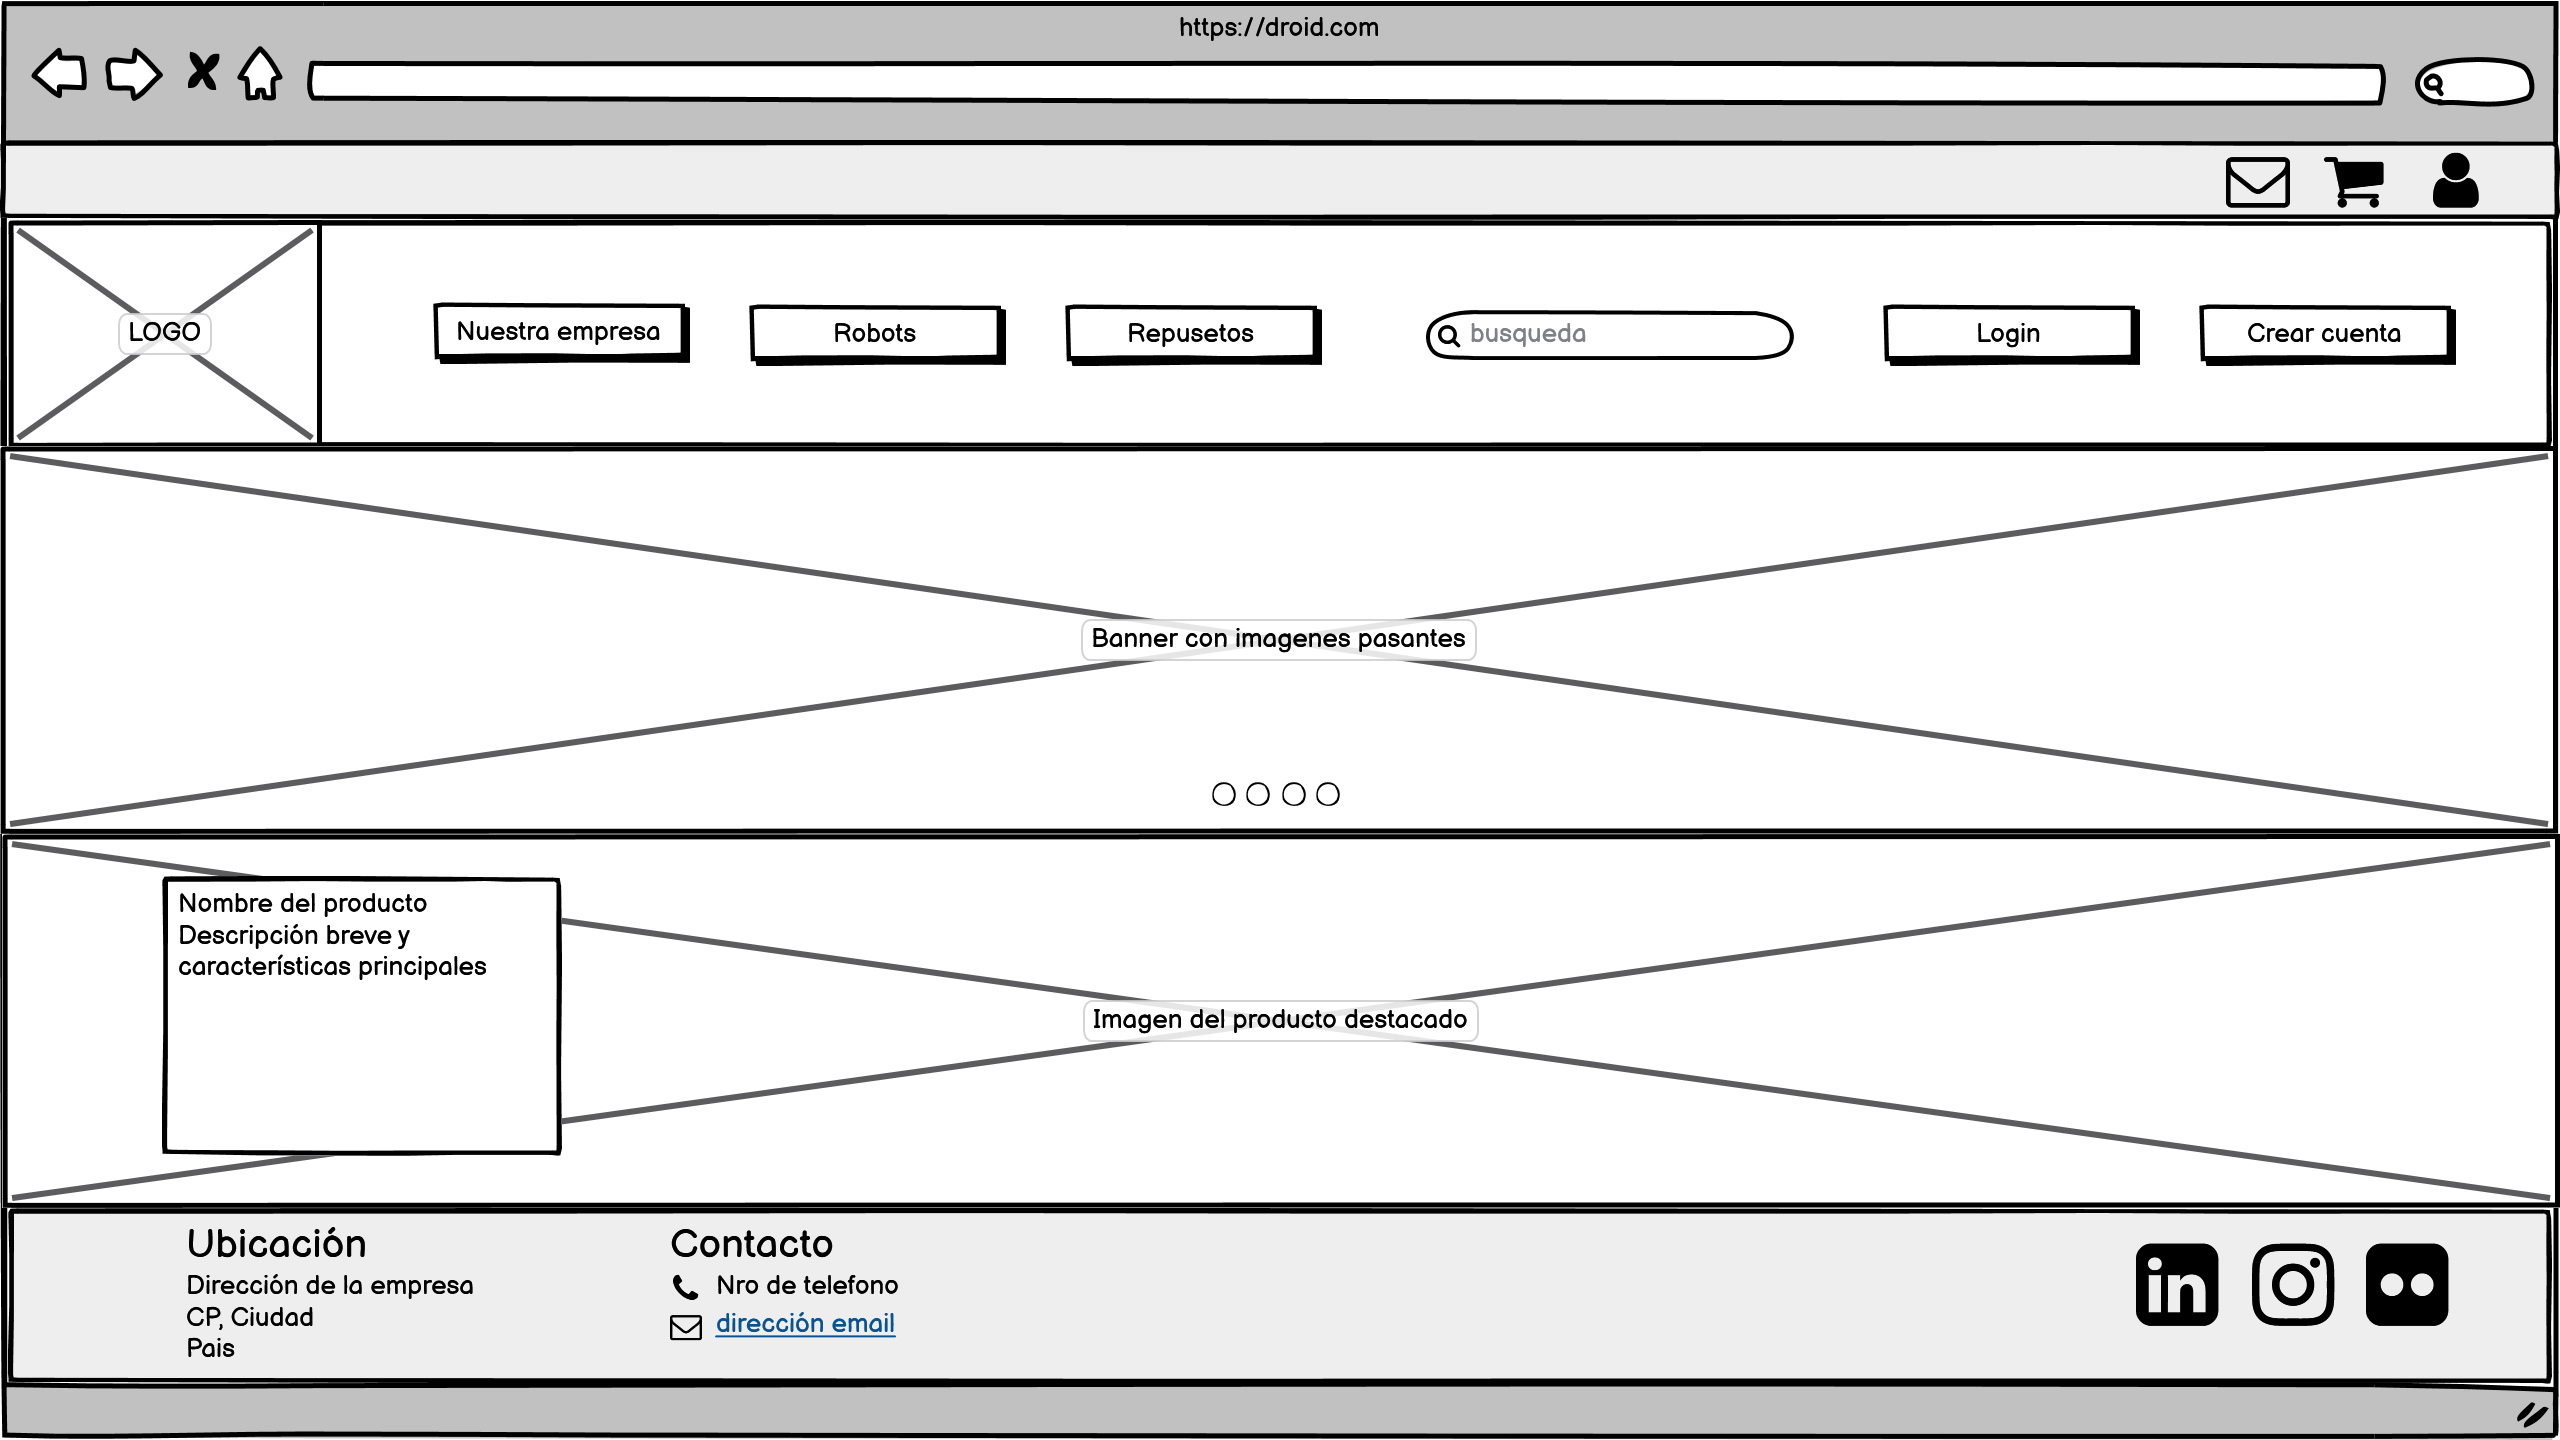 https://droid.com
LOGO
Nuestra empresa
Robots
Repusetos
busqueda
Login
Crear cuenta
Banner con imagenes pasantes
Nombre del producto
Descripción breve y
características principales
Imagen del producto destacado
Ubicación
Dirección de la empresa
CP, Ciudad
Pais
Contacto
Nro de telefono
dirección email
in